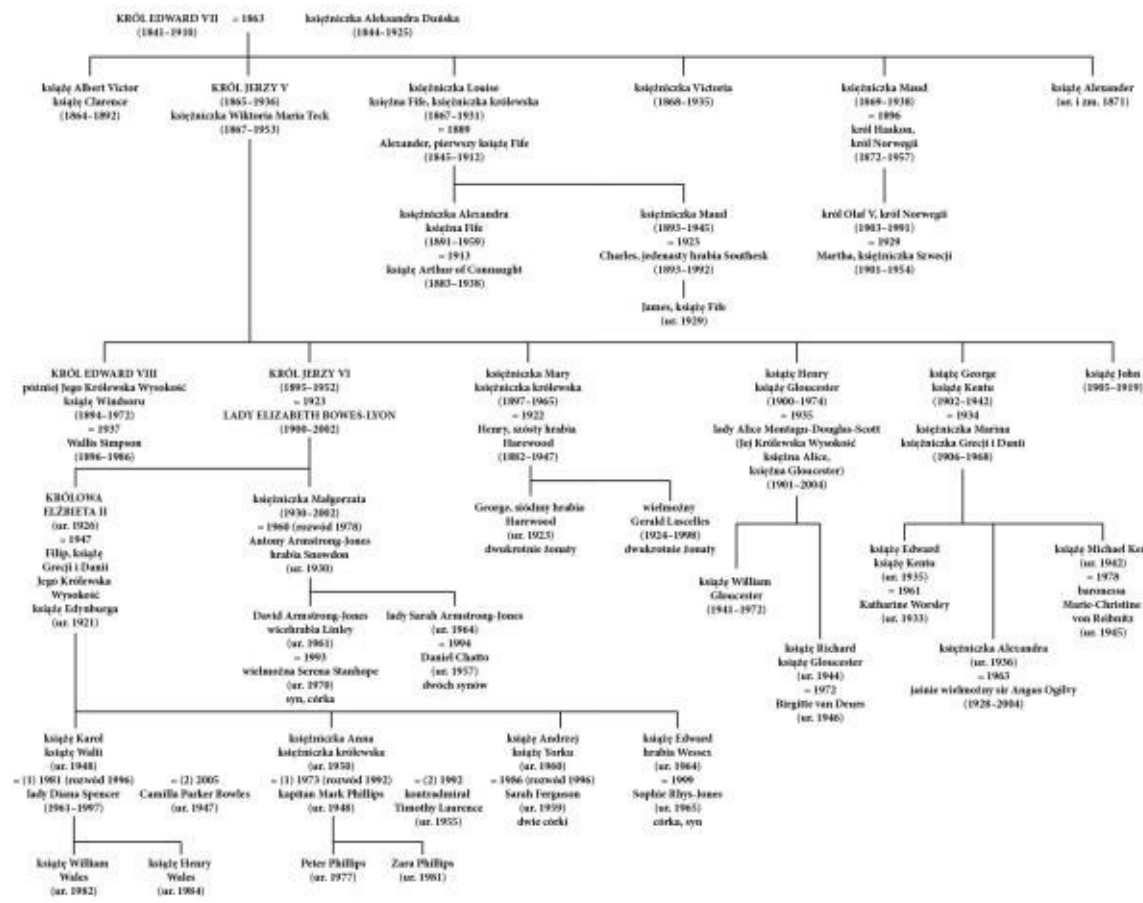 KRÓL EDWARD VII
(1841–1910)
= 1863
księżniczka Aleksandra Duńska
(1844–1925)
książę Albert Victor
książę Clarence
(1864–1892)
KRÓL JERZY V
(1865–1936)
księżniczka Wiktoria Maria Teck
(1867–1953)
księżniczka Louise
księżna Fife, księżniczka królewska
(1867–1931)
= 1889
Alexander, pierwszy książę Fife
(1845–1912)
księżniczka Victoria
(1868–1935)
księżniczka Maud
(1869–1938)
= 1896
król Haakon,
król Norwegii
(1872–1957)
książę Alexander
(ur. i zm. 1871)
księżniczka Alexandra
księżna Fife
(1891–1959)
= 1913
książę Arthur of Connaught
(1883–1938)
księżniczka Maud
(1893–1945)
= 1923
Charles, jedenasty hrabia Southesk
(1893–1992)
James, książę Fife
(ur. 1929)
król Olaf V, król Norwegii
(1903–1991)
= 1929
Martha, księżniczka Szwecji
(1901–1954)
KRÓL EDWARD VIII
później Jego Królewska Wysokość
książę Windsoru
(1894–1972)
= 1937
Wallis Simpson
(1896–1986)
KRÓL JERZY VI
(1895–1952)
= 1923
LADY ELIZABETH BOWES-LYON
(1900–2002)
księżniczka Mary
księżniczka królewska
(1897–1965)
= 1922
Henry, szósty hrabia
Harewood
(1882–1947)
książę Henry
książę Gloucester
(1900–1974)
= 1935
lady Alice Montagu-Douglas-Scott
(Jej Królewska Wysokość
księżna Alice,
księżna Gloucester)
(1901–2004)
książę George
książę Kentu
(1902–1942)
= 1934
księżniczka Marina
księżniczka Grecji i Danii
(1906–1968)
książę John
(1905–1919)
KRÓLOWA
ELŻBIETA II
(ur. 1926)
= 1947
Filip, książę
Grecji i Danii
Jego Królewska
Wysokość
książę Edynburga
(ur. 1921)
księżniczka Małgorzata
(1930–2002)
= 1960 (rozwód 1978)
Antony Armstrong-Jones
hrabia Snowdon
(ur. 1930)
George, siódmy hrabia
Harewood
(ur. 1923)
dwukrotnie żonaty
wielmożny
Gerald Lascelles
(1924–1998)
dwukrotnie żonaty
książę William
Gloucester
(1941–1972)
książę Richard
książę Gloucester
(ur. 1944)
= 1972
Birgitte van Deurs
(ur. 1946)
książę Edward
książę Kentu
(ur. 1935)
= 1961
Katharine Worsley
(ur. 1933)
księżniczka Alexandra
(ur. 1936)
= 1963
jaśnie wielmożny sir Angus Ogilvy
(1928–2004)
książę Michael Ken
(ur. 1942)
= 1978
baronessa
Marie-Christine
von Reibnitz
(ur. 1945)
David Armstrong-Jones
wicehrabia Linley
(ur. 1961)
= 1993
wielmożna Serena Stanhope
(ur. 1970)
syn, córka
lady Sarah Armstrong-Jones
(ur. 1964)
= 1994
Daniel Chatto
(ur. 1957)
dwóch synów
książę Karol
książę Walii
(ur. 1948)
= (1) 1981 (rozwód 1996)
lady Diana Spencer
(1961–1997)
= (2) 2005
Camilla Parker Bowles
(ur. 1947)
księżniczka Anna
księżniczka królewska
(ur. 1950)
= (1) 1973 (rozwód 1992)
kapitan Mark Phillips
(ur. 1948)
= (2) 1992
kontradmirał
Timothy Laurence
(ur. 1955)
książę Andrzej
książę Yorku
(ur. 1960)
= 1986 (rozwód 1996)
Sarah Ferguson
(ur. 1959)
dwie córki
książę Edward
hrabia Wessex
(ur. 1964)
= 1999
Sophie Rhys-Jones
(ur. 1965)
córka, syn
książę William
Wales
(ur. 1982)
książę Henry
Wales
(ur. 1984)
Peter Phillips
(ur. 1977)
Zara Phillips
(ur. 1981)